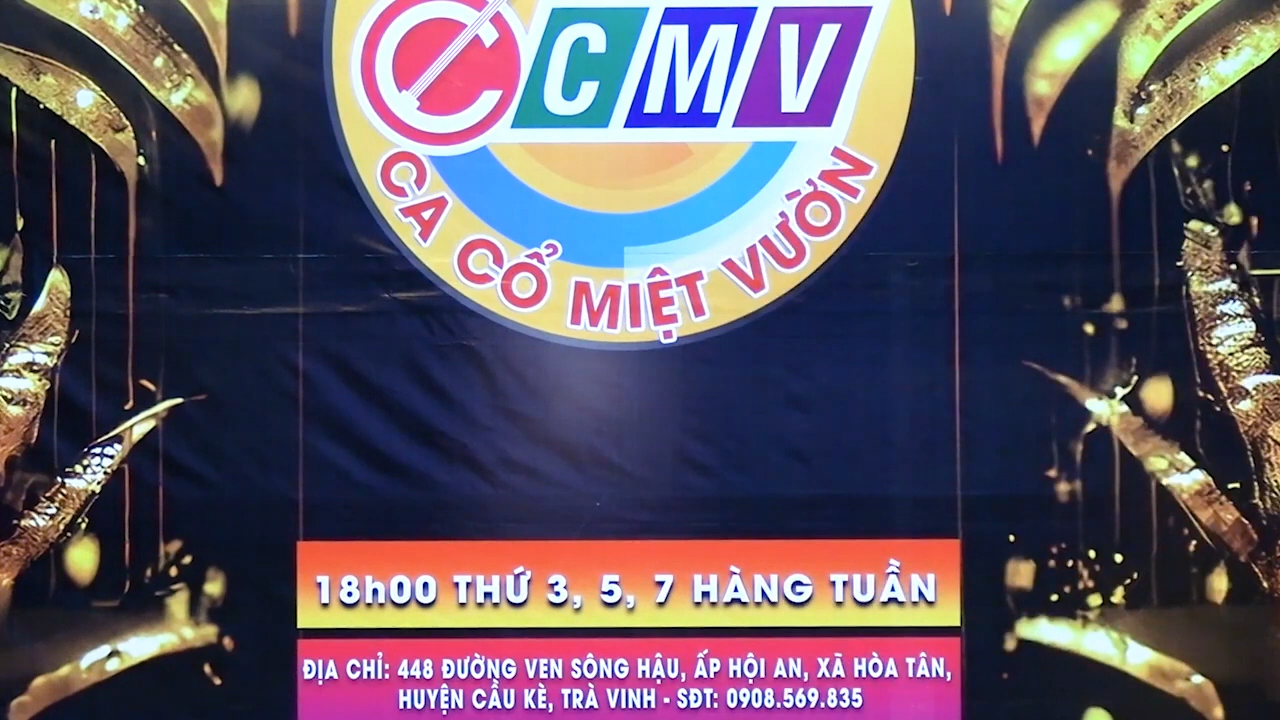 CCMV
CA CỔ MIỆT VƯỜN
18h00 THỨ 3, 5, 7 HÀNG TUẦN
ĐỊA CHỈ: 448 ĐƯỜNG VEN SÔNG HẬU, ẤP HỘI AN, XÃ HÒA TÂN,
HUYỆN CẦU KÈ, TRÀ VINH - SĐT: 0908.569.835